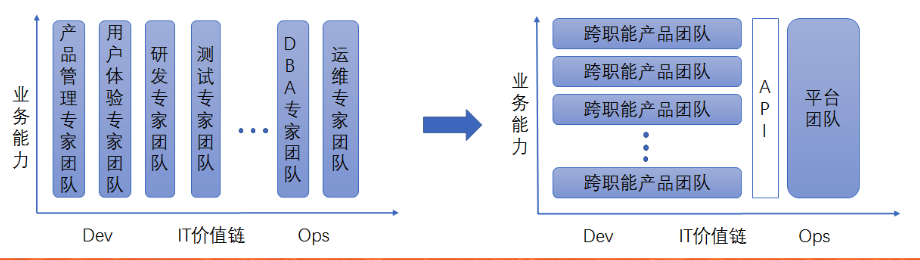 业务能力
产品管理专家团队
用户体验专家团队
研发专家团队
测试专家团队
DBA专家团队
运维专家团队
Dev
IT价值链
Ops
业务能力
跨职能产品团队
跨职能产品团队
跨职能产品团队
跨职能产品团队
API
平台
团队
Dev
IT价值链
Ops